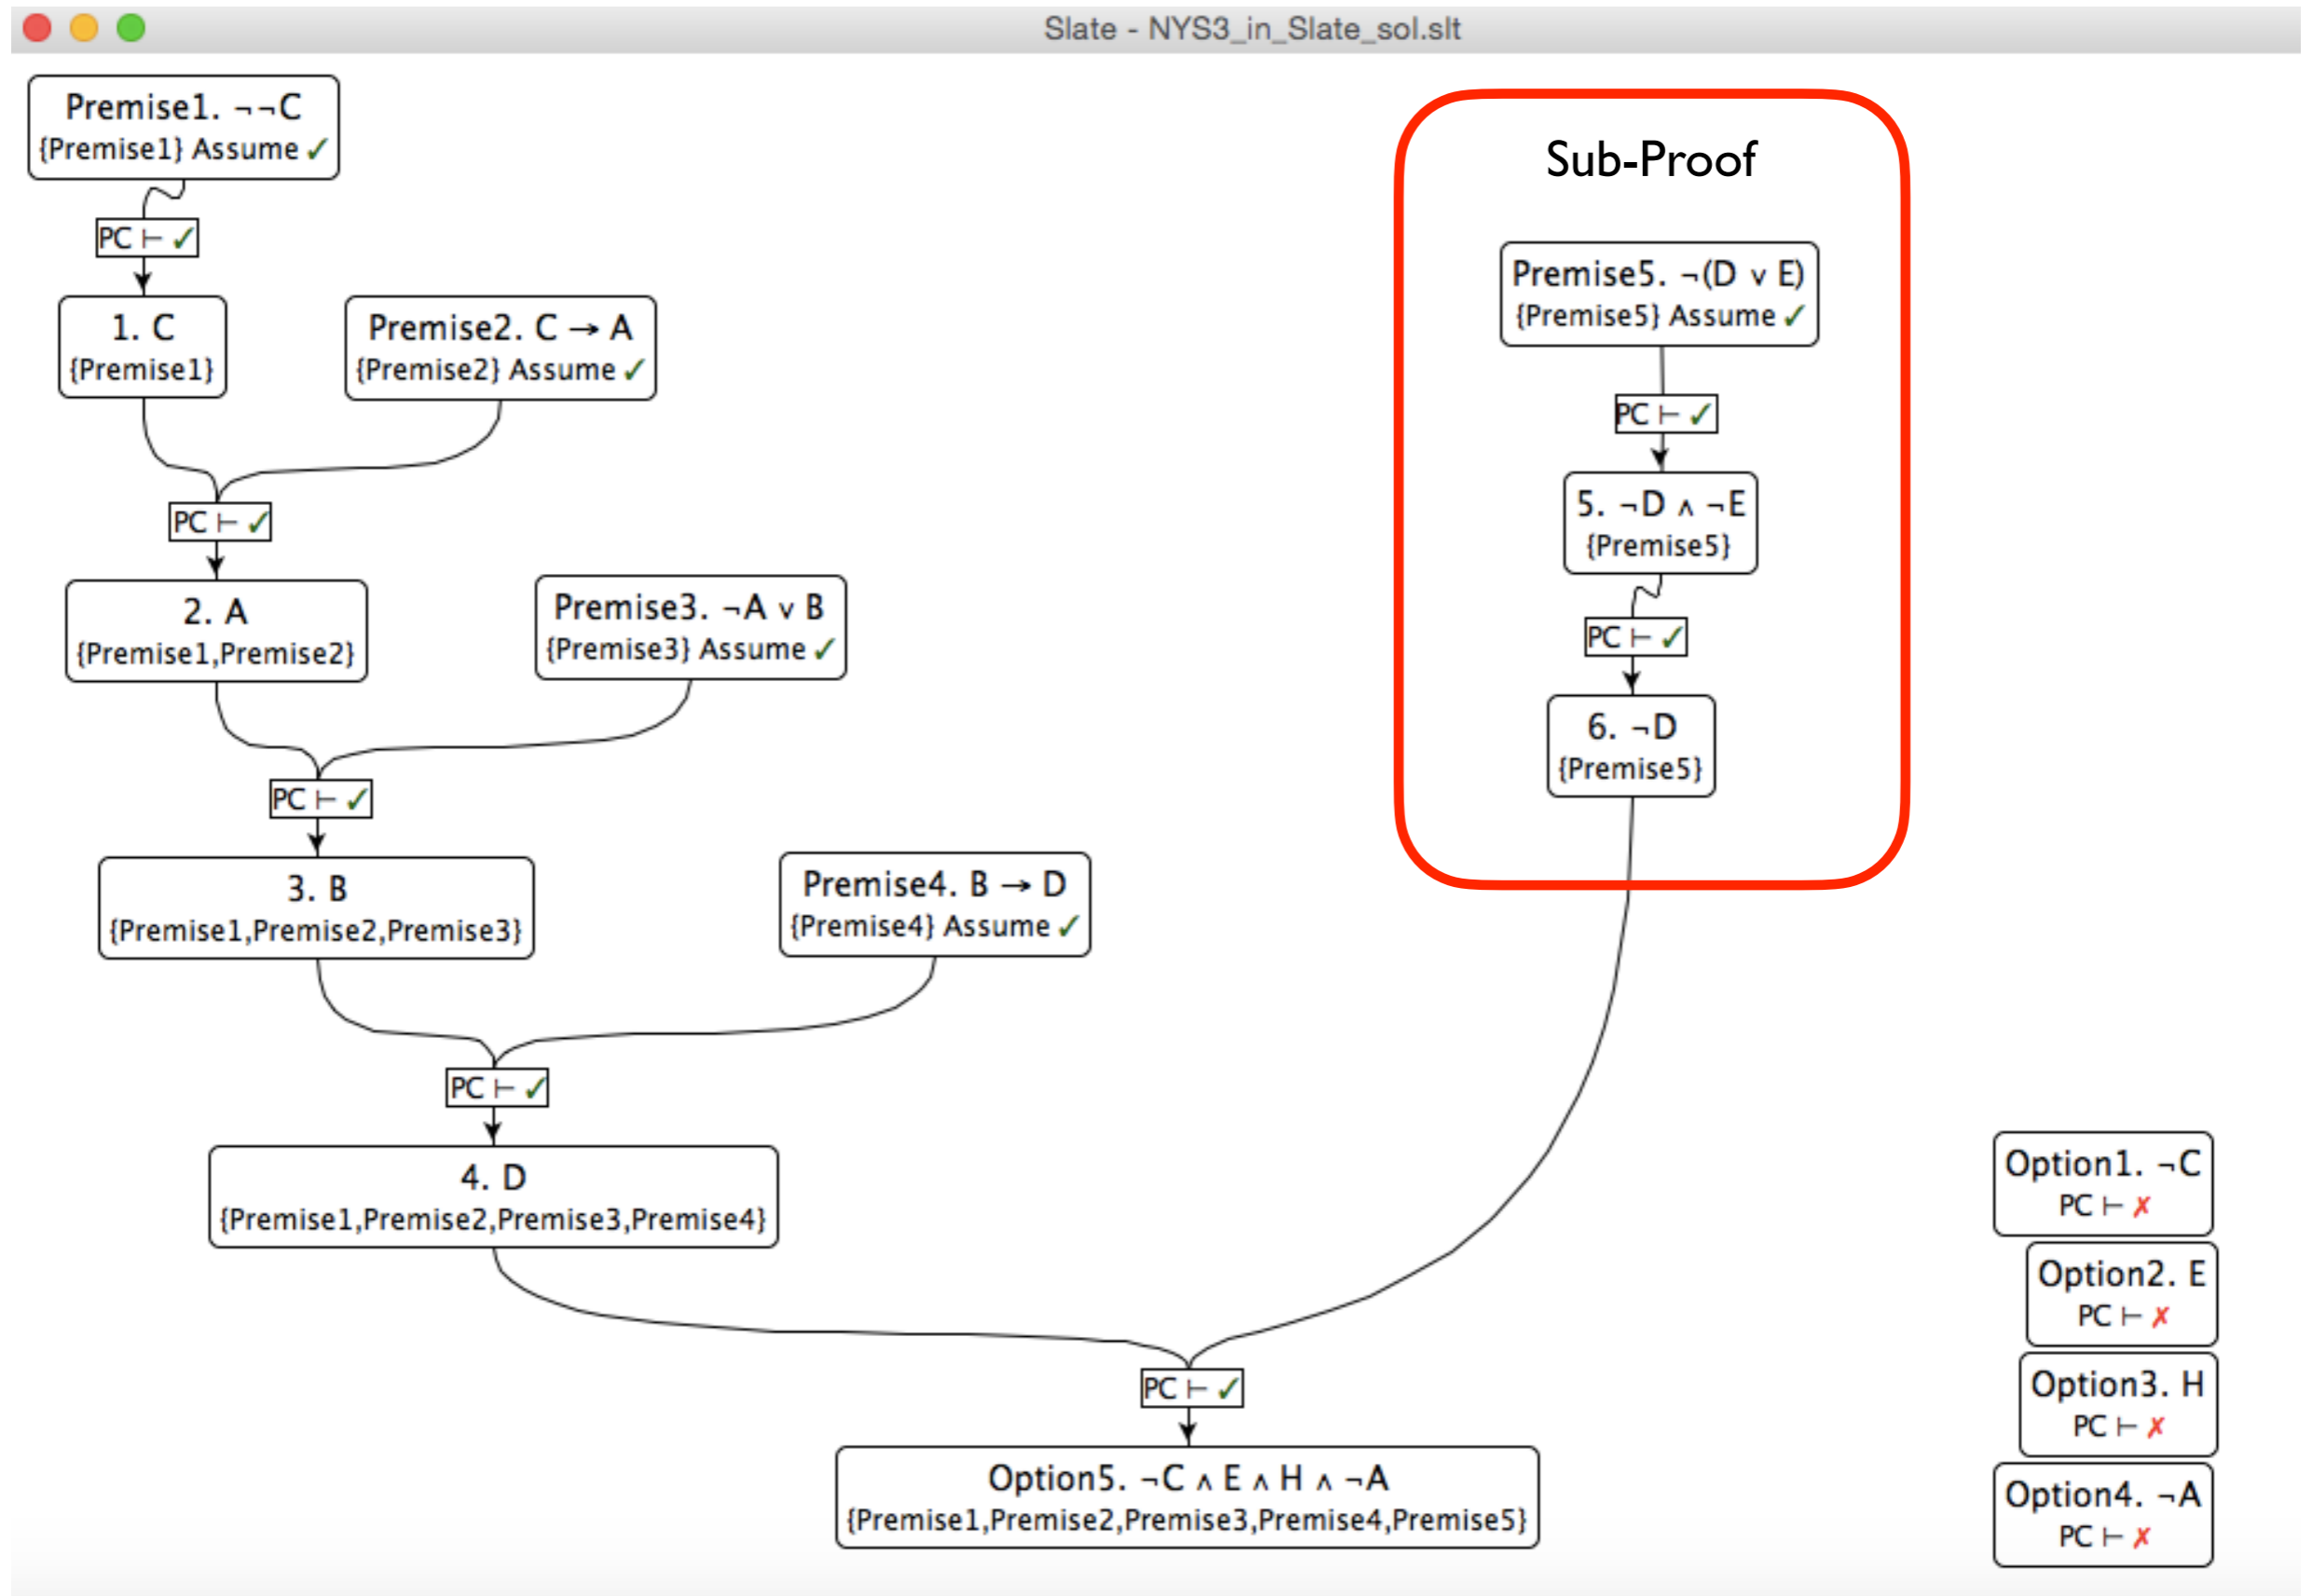 Slate - NYS3_in_Slate_sol.slt
Premise1. ¬¬C
{Premise1} Assume ✓
PC ⊢ ✓
1. C
{Premise1}
Premise2. C → A
{Premise2} Assume ✓
PC ⊢ ✓
2. A
{Premise1,Premise2}
Premise3. ¬A ∨ B
{Premise3} Assume ✓
PC ⊢ ✓
3. B
{Premise1,Premise2,Premise3}
Premise4. B → D
{Premise4} Assume ✓
PC ⊢ ✓
4. D
{Premise1,Premise2,Premise3,Premise4}
Sub-Proof
Premise5. ¬(D ∨ E)
{Premise5} Assume ✓
PC ⊢ ✓
5. ¬D ∧ ¬E
{Premise5}
PC ⊢ ✓
6. ¬D
{Premise5}
PC ⊢ ✓
Option5. ¬C ∧ E ∧ H ∧ ¬A
{Premise1,Premise2,Premise3,Premise4,Premise5}
Option1. ¬C
PC ⊢ ✗
Option2. E
PC ⊢ ✗
Option3. H
PC ⊢ ✗
Option4. ¬A
PC ⊢ ✗